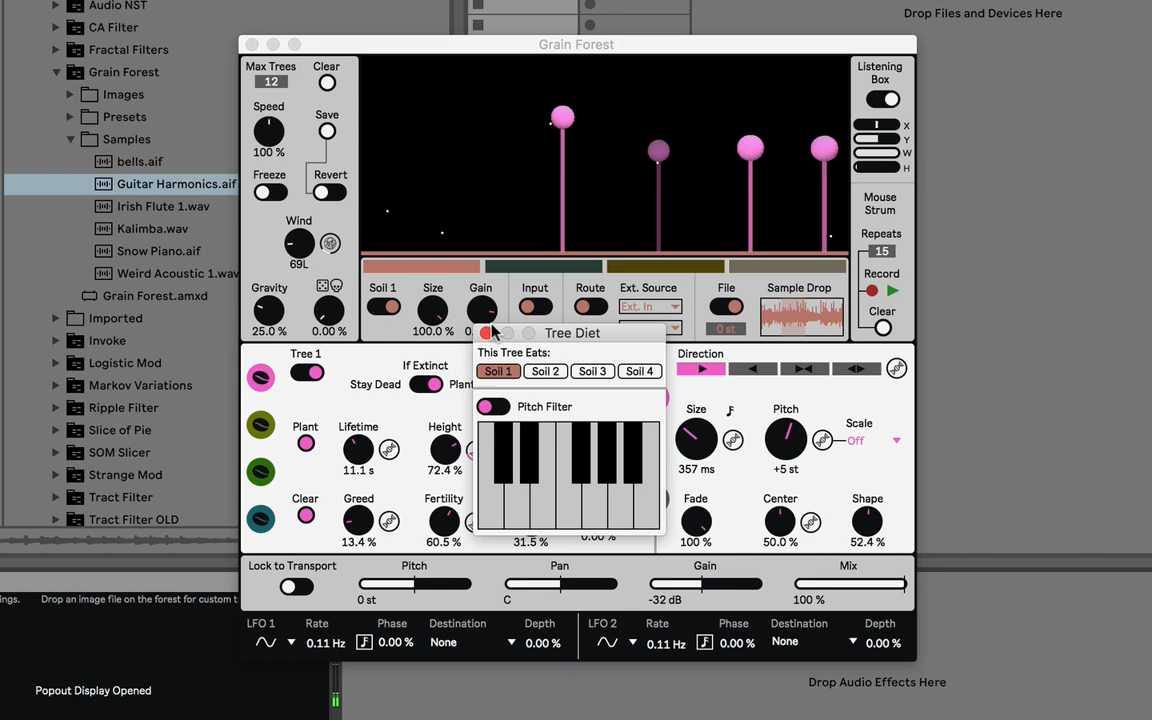 Audio NST
CA Filter
Fractal Filters
Grain Forest
Images
Presets
Samples
bells.aif
Guitar Harmonics.aif
Irish Flute 1.wav
Kalimba.wav
Snow Piano.aif
Weird Acoustic 1.wav
Grain Forest.amxd
Imported
Invoke
Logistic Mod
Markov Variations
Ripple Filter
Slice of Pie
SOM Slicer
Strange Mod
Tract Filter
Tract Filter OLD
ings. Drop an image file on the forest for custom t
Popout Display Opened
Drop Files and Devices Here
Drop Audio Effects Here
Grain Forest
Max Trees
12
Clear
Speed
100 %
Save
Freeze
Revert
Wind
69L
Gravity
25.0 %
0.00 %
Soil 1
Size
100.0 %
Gain
Input
Route
Ext. Source
Ext. In
File
0 st
Sample Drop
Listening
Box
X
Y
W
H
Mouse
Strum
Repeats
15
Record
Clear
Tree 1
If Extinct
Stay Dead
Plant
Plant
Lifetime
11.1 s
Height
72.4 %
Clear
Greed
13.4 %
Fertility
60.5 %
31.5 %
0.00 %
Tree Diet
This Tree Eats:
Soil 1 Soil 2 Soil 3 Soil 4
Pitch Filter
Direction
Size
357 ms
Pitch
+5 st
Scale
Off
Fade
100 %
Center
50.0 %
Shape
52.4 %
Lock to Transport
Pitch
0 st
Pan
C
Gain
-32 dB
Mix
100 %
LFO 1 Rate Phase Destination Depth
0.11 Hz 0.00 % None 0.00 %
LFO 2 Rate Phase Destination Depth
0.11 Hz 0.00 % None 0.00 %